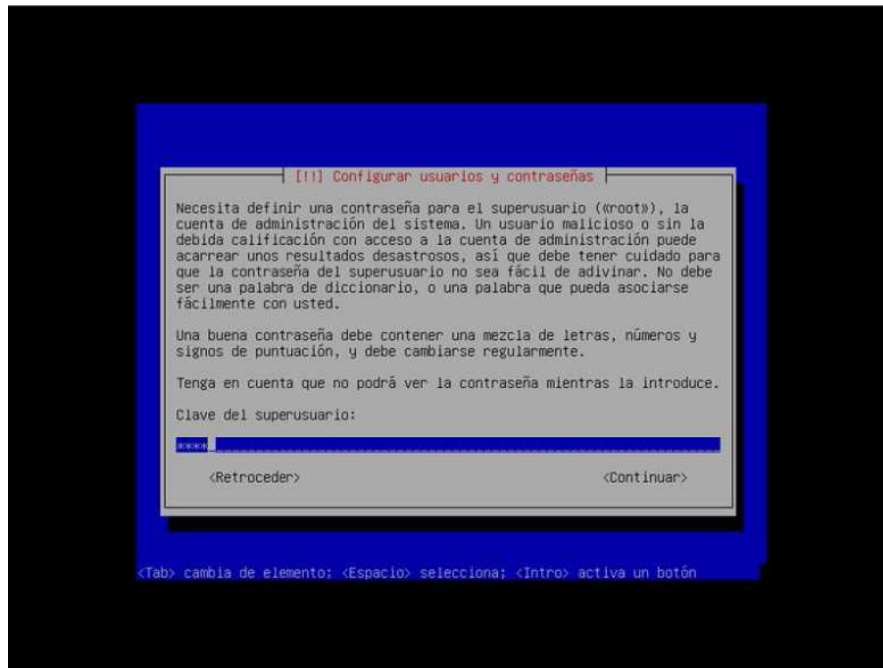 [!!] Configurar usuarios y contraseñas
Necesita definir una contraseña para el superusuario («root»), la
cuenta de administración del sistema. Un usuario malicioso o sin la
debida calificación con acceso a la cuenta de administración puede
acarrear unos resultados desastrosos, así que debe tener cuidado para
que la contraseña del superusuario no sea fácil de adivinar. No debe
ser una palabra de diccionario, o una palabra que pueda asociarse
fácilmente con usted.
Una buena contraseña debe contener una mezcla de letras, números y
signos de puntuación, y debe cambiarse regularmente.
Tenga en cuenta que no podrá ver la contraseña mientras la introduce.
Clave del superusuario:
****
<Retroceder> <Continuar>
<Tab> cambia de elemento; <Espacio> selecciona; <Intro> activa un botón